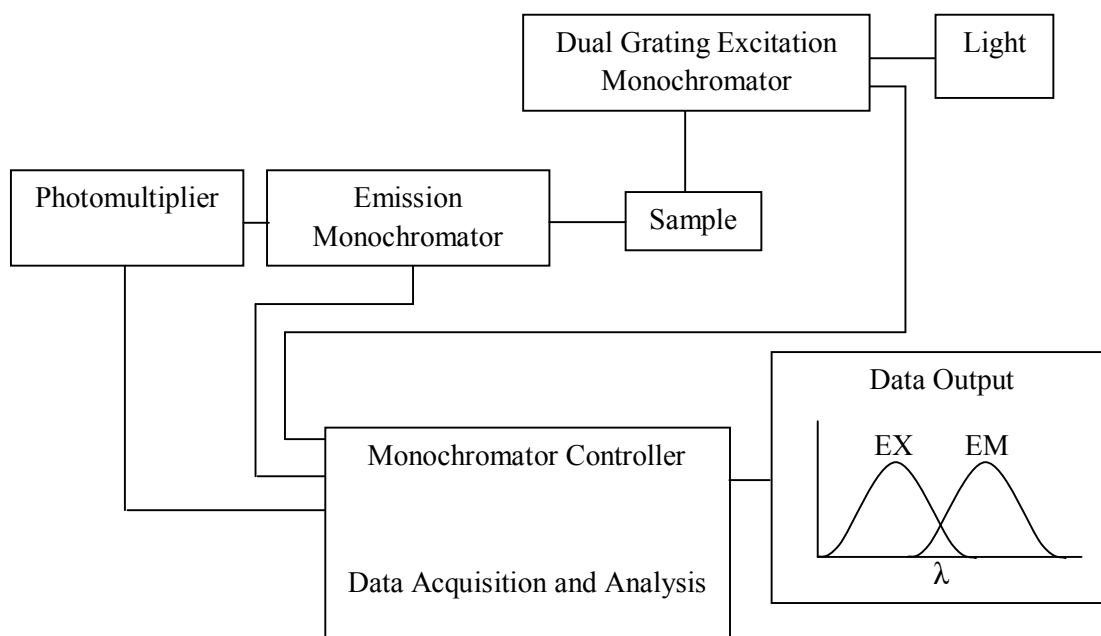 Dual Grating Excitation
Monochromator
Light
Photomultiplier
Emission
Monochromator
Sample
Data Output
EX EM
λ
Monochromator Controller
Data Acquisition and Analysis